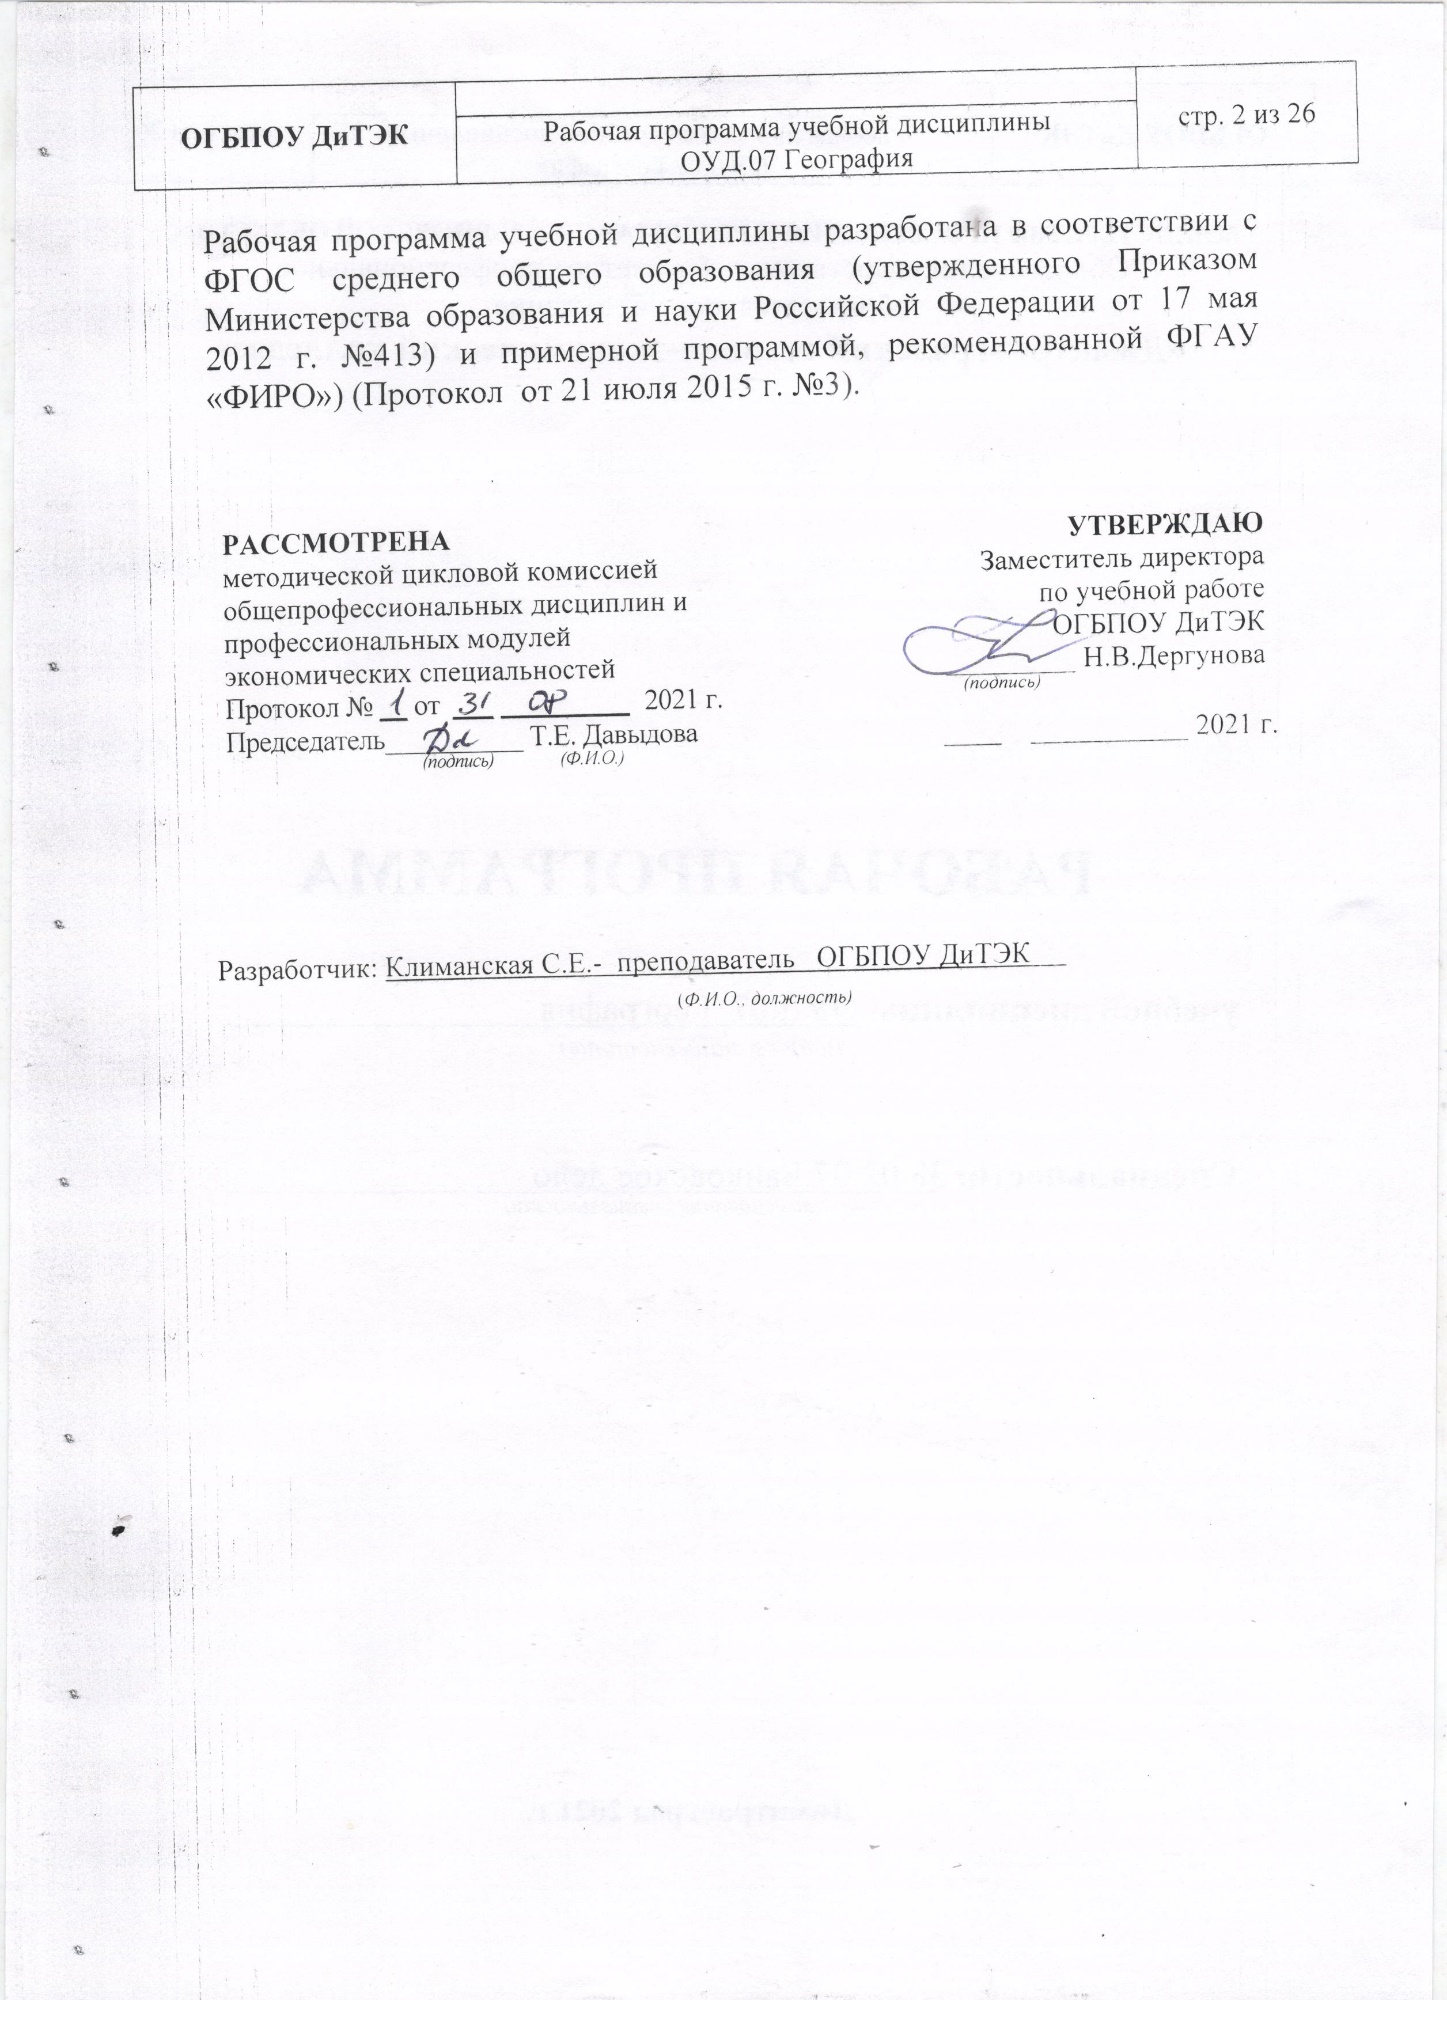 ОГБПОУ ДиТЭК
Рабочая программа учебной дисциплины
ОУД.07 География
стр. 2 из 26
Рабочая программа учебной дисциплины разработана в соответствии с
ФГОС среднего общего образования (утвержденного Приказом
Министерства образования и науки Российской Федерации от 17 мая
2012 г. №413) и примерной программой, рекомендованной ФГАУ
«ФИРО») (Протокол от 21 июля 2015 г. №3).
РАССМОТРЕНА
методической цикловой комиссией
общепрофессиональных дисциплин и
профессиональных модулей
экономических специальностей
Протокол № 1 от 31 08 2021 г.
Председатель____________ Т.Е. Давыдова
(подпись) (Ф.И.О.)
УТВЕРЖДАЮ
Заместитель директора
по учебной работе
ОГБПОУ ДиТЭК
__________ Н.В.Дергунова
(подпись)
____ ____________ 2021 г.
Разработчик: Климанская С.Е.- преподаватель ОГБПОУ ДиТЭК
(Ф.И.О., должность)